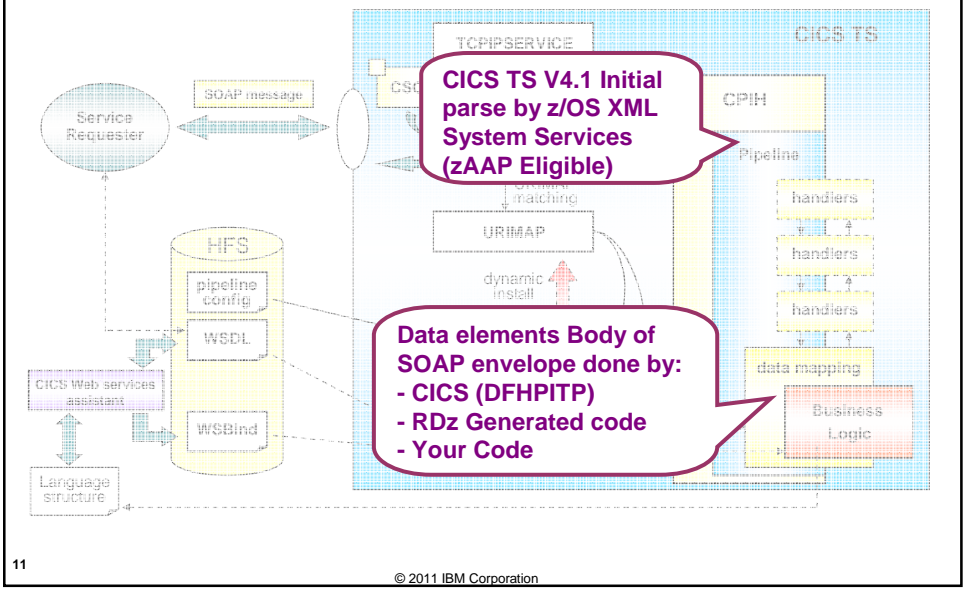 CICS TS
TCPIPSERVICE
CICS TS V4.1 Initial
parse by z/OS XML
System Services
(zAAP Eligible)
SOAP message
CSO
CPIH
Service
Requester
Pipeline
matching
handlers
URIMAP
HFS
handlers
pipeline
config
dynamic
install
handlers
WSDL
Data elements Body of
SOAP envelope done by:
- CICS (DFHPITP)
- RDz Generated code
- Your Code
data mapping
CICS Web services
assistant
Business
Logic
WSBind
Language
structure
11
© 2011 IBM Corporation